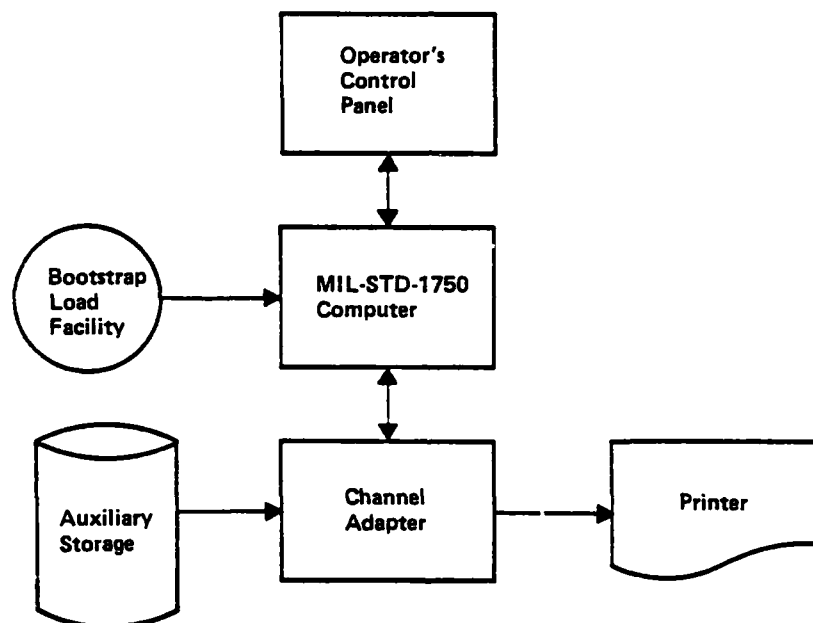 Operator's
Control
Panel
Bootstrap
Load
Facility
MIL-STD-1750
Computer
Auxiliary
Storage
Channel
Adapter
Printer